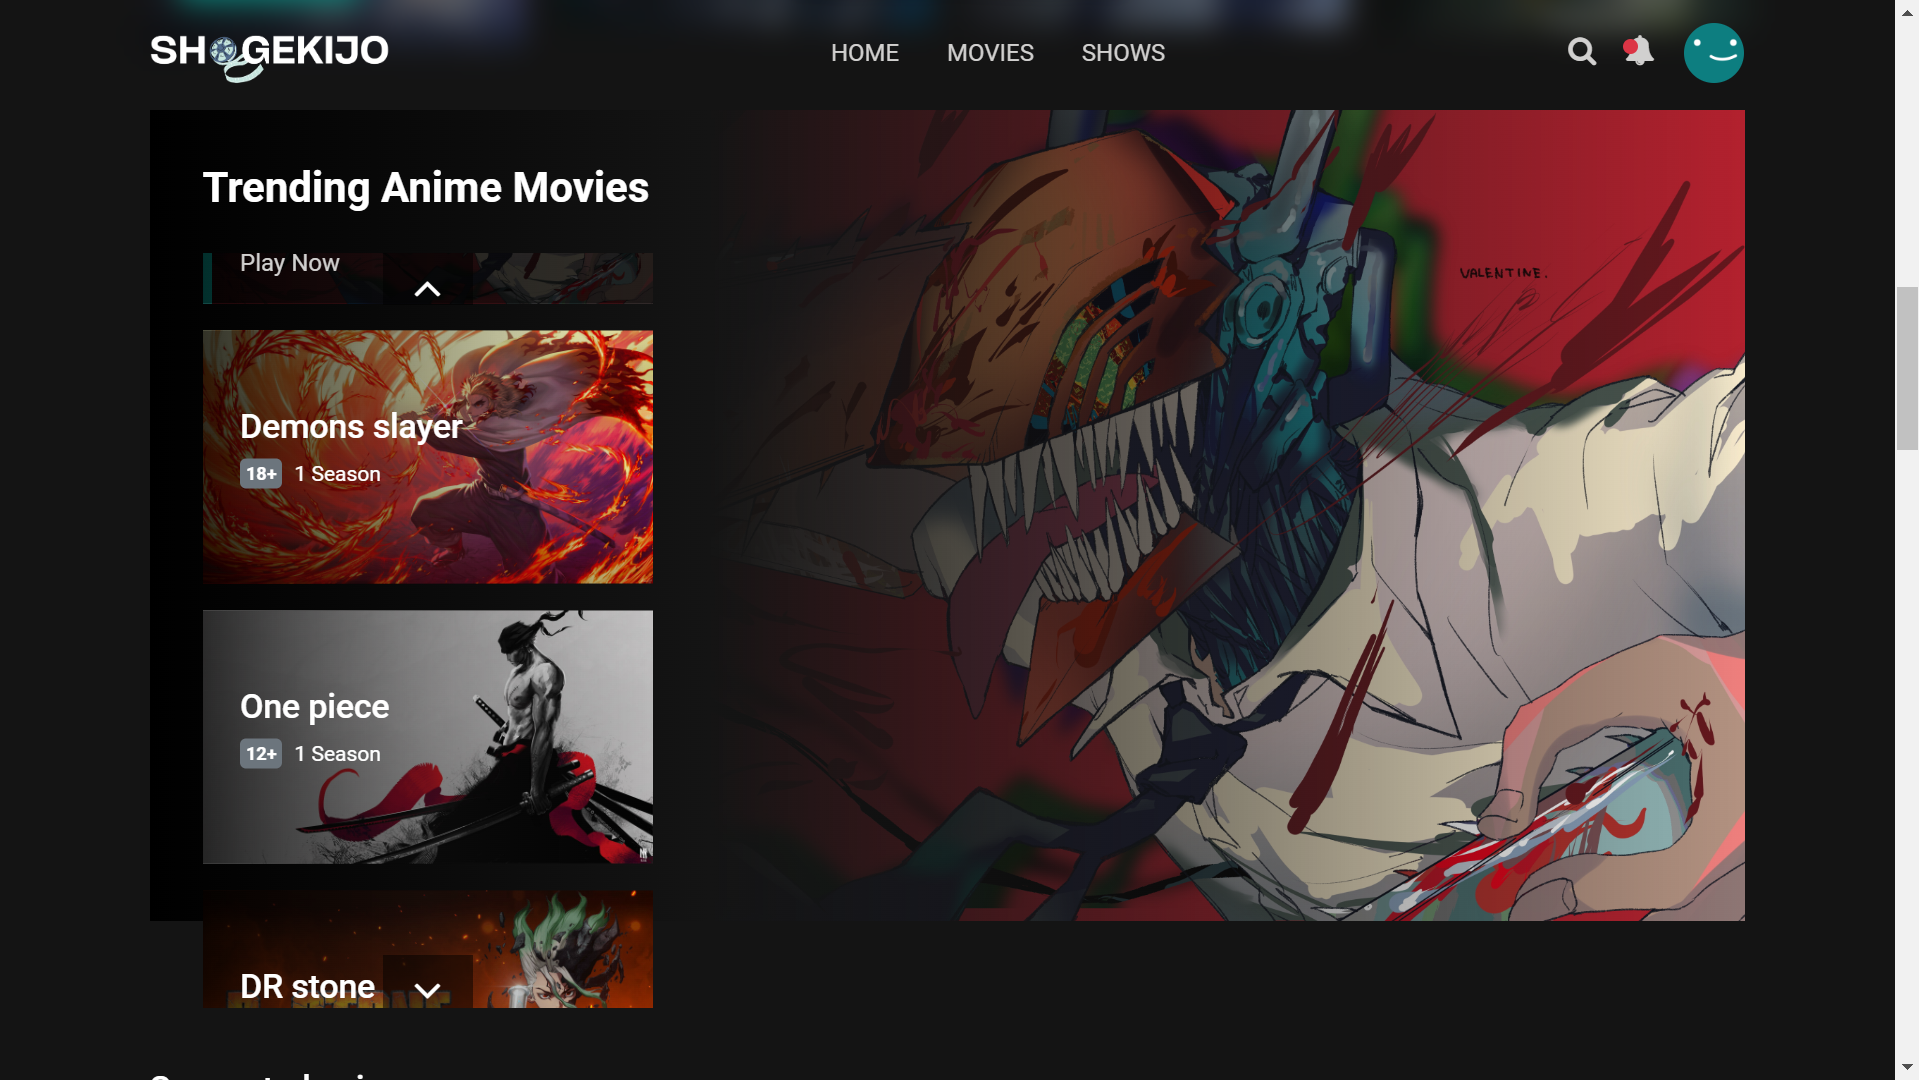 SHOGEKIJO
HOME
MOVIES
SHOWS
Trending Anime Movies
Play Now
VALENTINE.
Demons slayer
18+ 1 Season
One piece
12+ 1 Season
DR stone